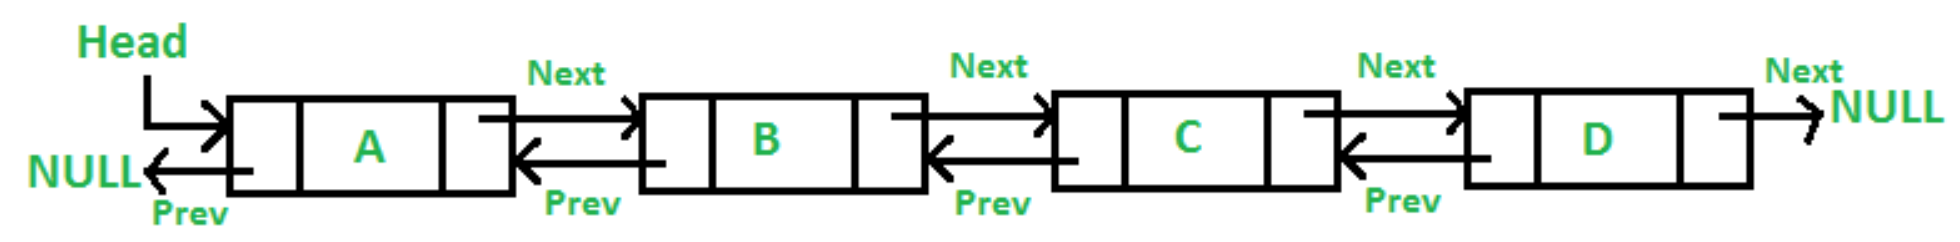 Head
Next Next Next Next
A B C D NULL
NULL
Prev Prev Prev Prev